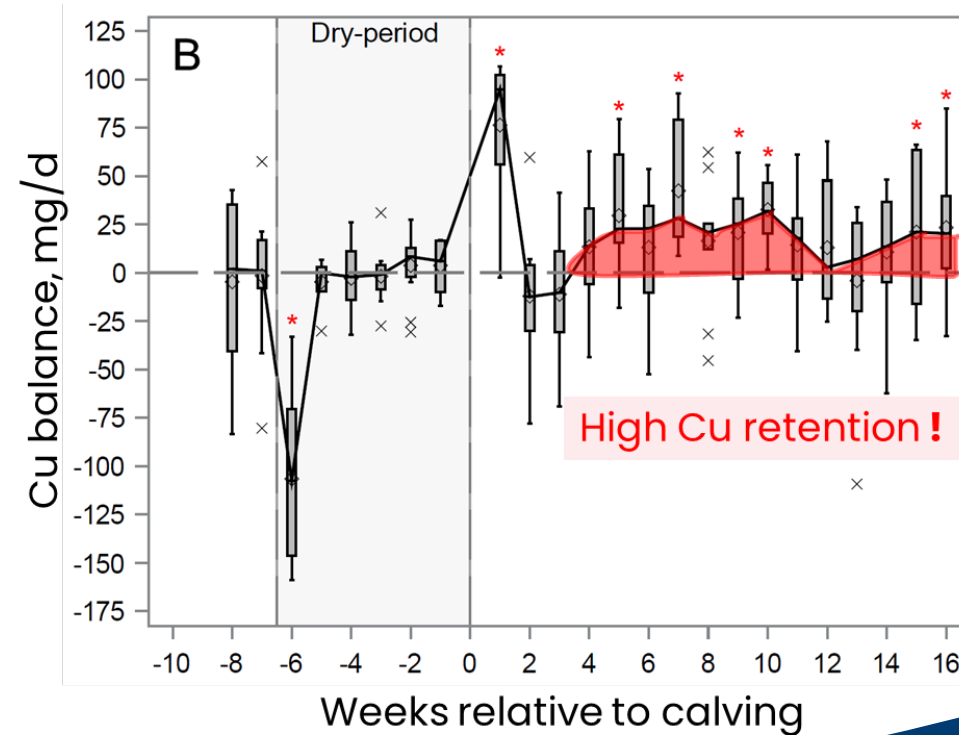 B
Dry-period
125
100
75
50
25
0
-25
-50
-75
-100
-125
-150
-175
Cu balance, mg/d
* * * * * * * *
High Cu retention !
-10 -8 -6 -4 -2 0 2 4 6 8 10 12 14 16
Weeks relative to calving